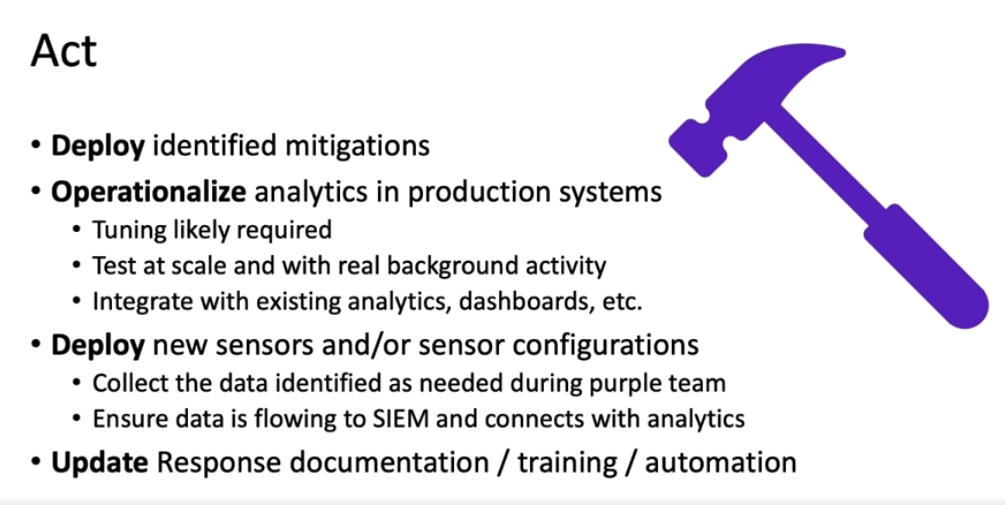 Act
• Deploy identified mitigations
• Operationalize analytics in production systems
• Tuning likely required
• Test at scale and with real background activity
• Integrate with existing analytics, dashboards, etc.
• Deploy new sensors and/or sensor configurations
• Collect the data identified as needed during purple team
• Ensure data is flowing to SIEM and connects with analytics
• Update Response documentation / training / automation